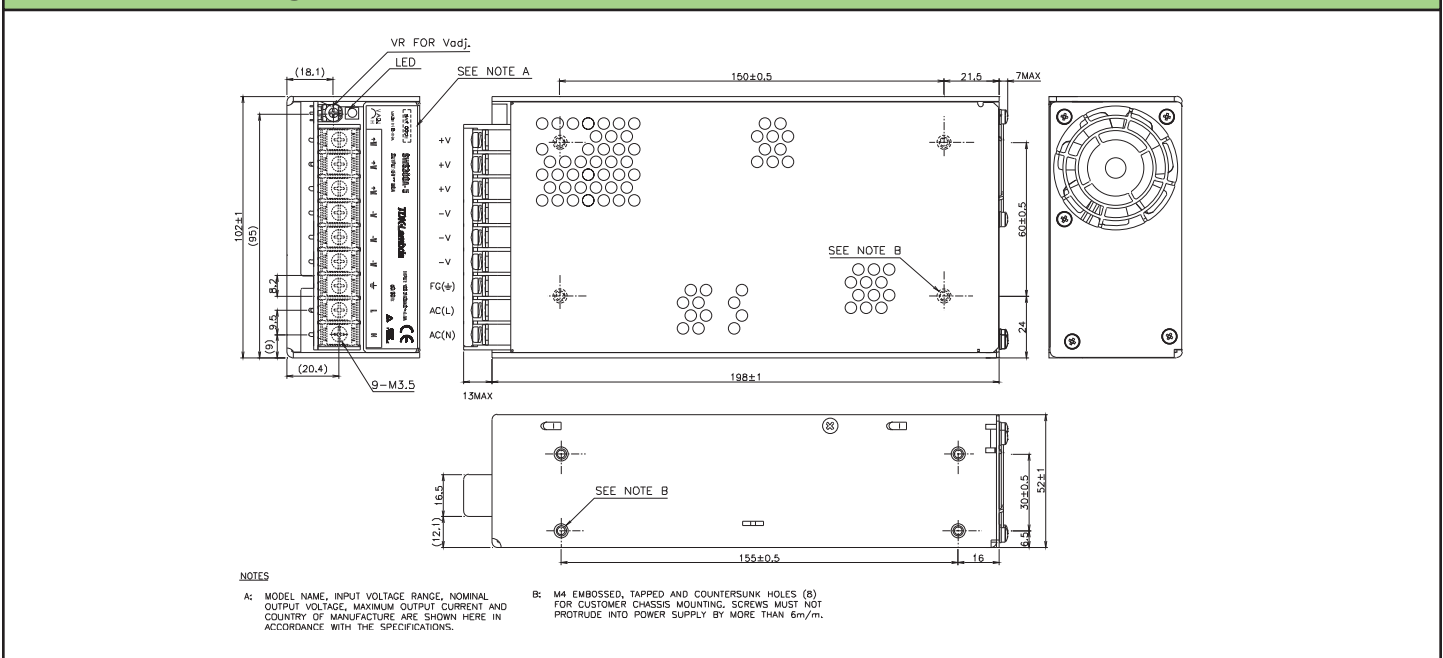 VR FOR Vadj.
LED
SEE NOTE A
(18.1)
150±0.5
21.5
7MAX
102±1
(95)
8.2
9.5
(9)
(20.4)
9-M3.5
TDK-Lambda
CE
+V
+V
+V
-V
-V
-V
FG(⏚)
AC(L)
AC(N)
SEE NOTE B
60±0.5
24
198±1
13MAX
16.5
(12.1)
SEE NOTE B
155±0.5
16
30±0.5
6.5
52±1
NOTES
A: MODEL NAME, INPUT VOLTAGE RANGE, NOMINAL
OUTPUT VOLTAGE, MAXIMUM OUTPUT CURRENT AND
COUNTRY OF MANUFACTURE ARE SHOWN HERE IN
ACCORDANCE WITH THE SPECIFICATIONS.
B: M4 EMBOSSED, TAPPED AND COUNTERSUNK HOLES (8)
FOR CUSTOMER CHASSIS MOUNTING. SCREWS MUST NOT
PROTRUDE INTO POWER SUPPLY BY MORE THAN 6m/m.